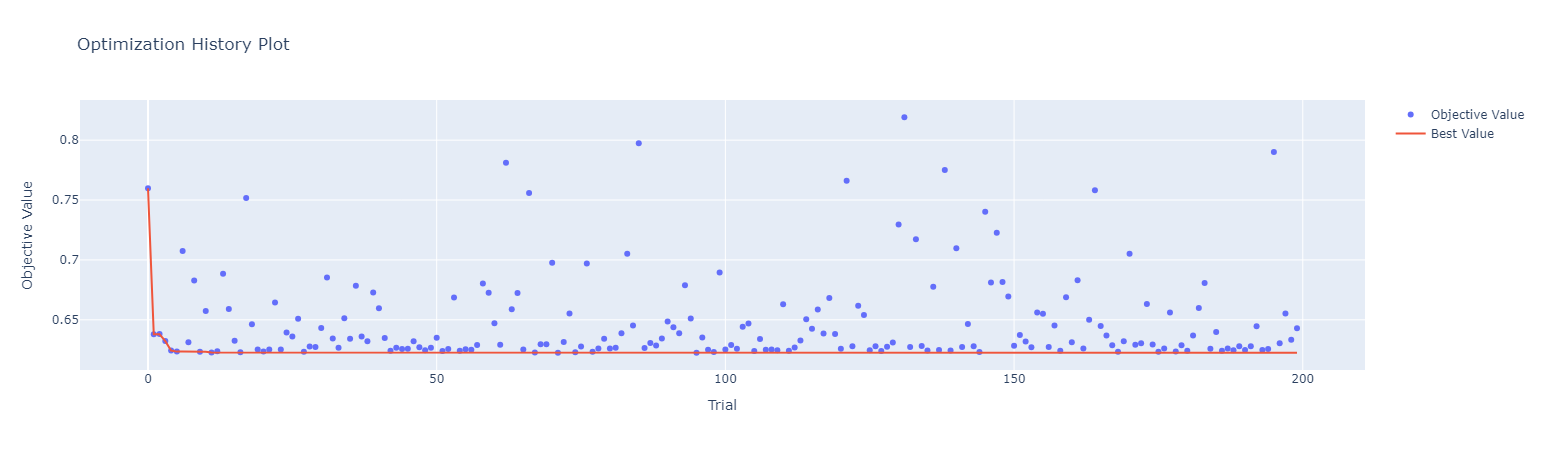 Optimization History Plot
Objective Value
Best Value
0.8
0.75
0.7
0.65
Objective Value
0
50
100
150
200
Trial